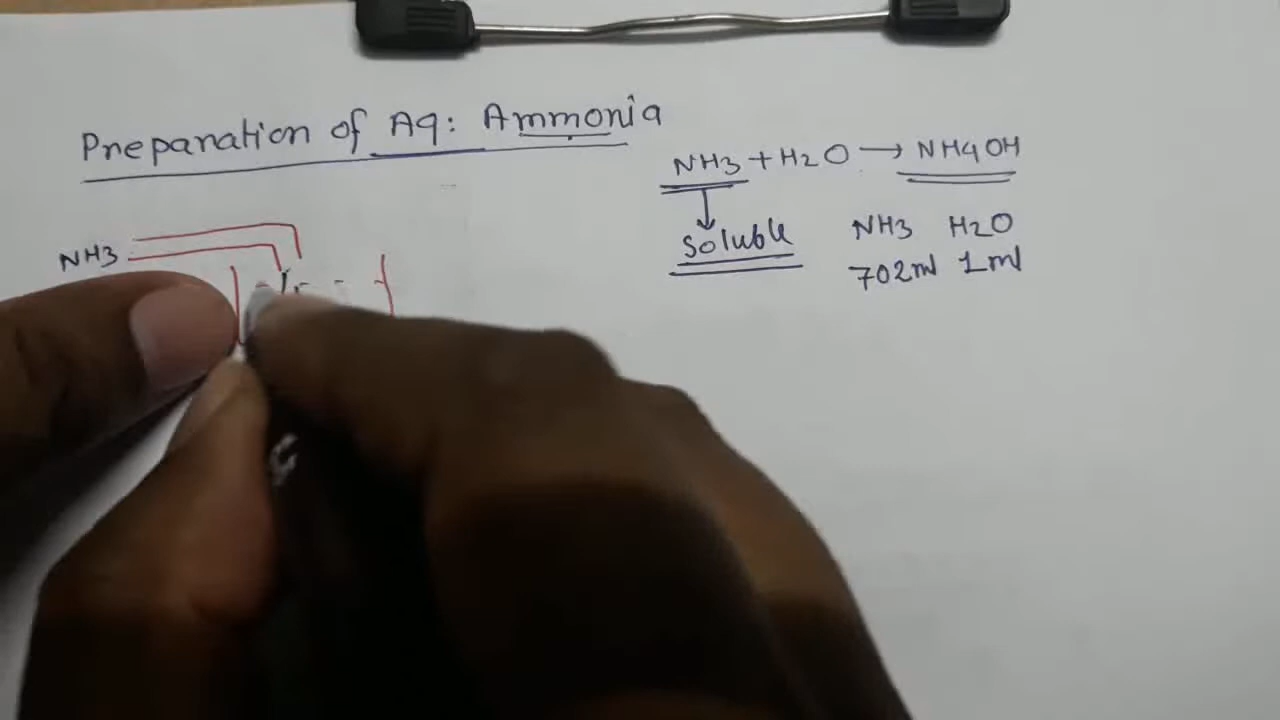 Preparation of Aq: Ammonia
NH3 + H2O → NH4OH
Soluble
NH3 H2O
702ml 1ml
NH3